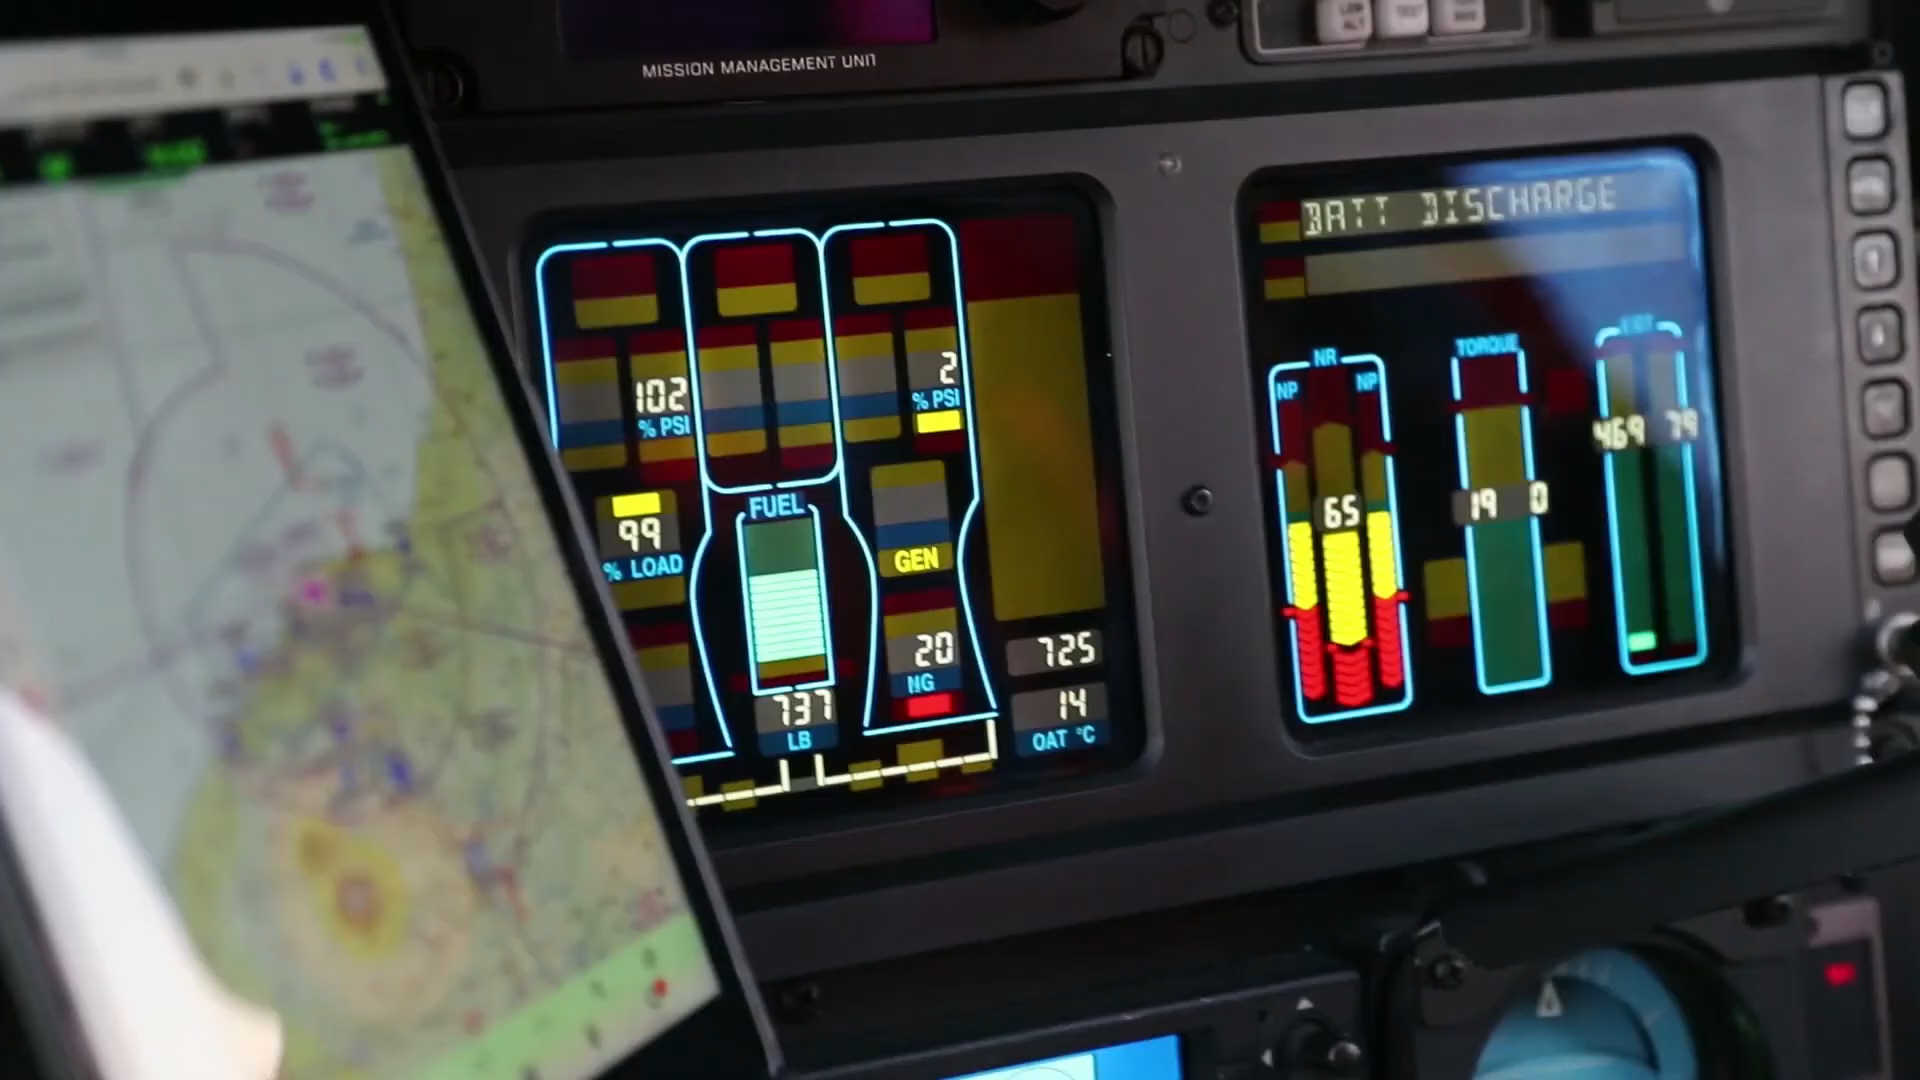 MISSION MANAGEMENT UNIT
BATT DISCHARGE
102
% PSI
2
% PSI
99
% LOAD
FUEL
GEN
737
LB
20
NG
725
14
OAT °C
NR
NP
NP
65
TORQUE
19 0
469 79